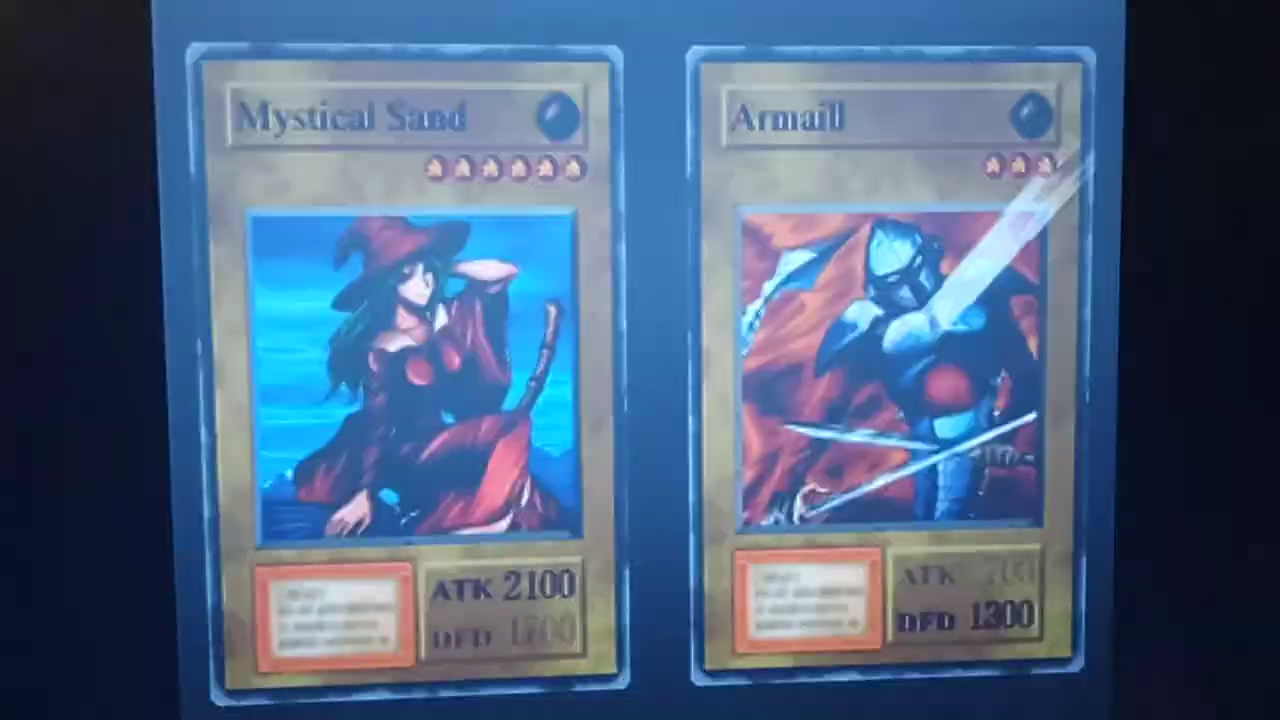 Mystical Sand
ATK 2100
DFD 1700
Armaill
ATK 700
DFD 1300